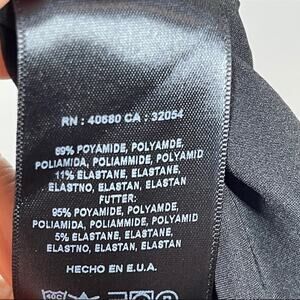 RN : 40680 CA : 32054
89% POYAMIDE, POLYAMDE,
POLIAMIDA, POLIAMMIDE, POLYAMID
11% ELASTANE, ELASTANE,
ELASTNO, ELASTAN, ELASTAN
FUTTER:
95% POYAMIDE, POLYAMIDE,
POLIAMIDA, POLIAMMIDE, POLYAMID
5% ELASTANE, ELASTANE,
ELASTNO, ELASTAN, ELASTAN
HECHO EN E.U.A.